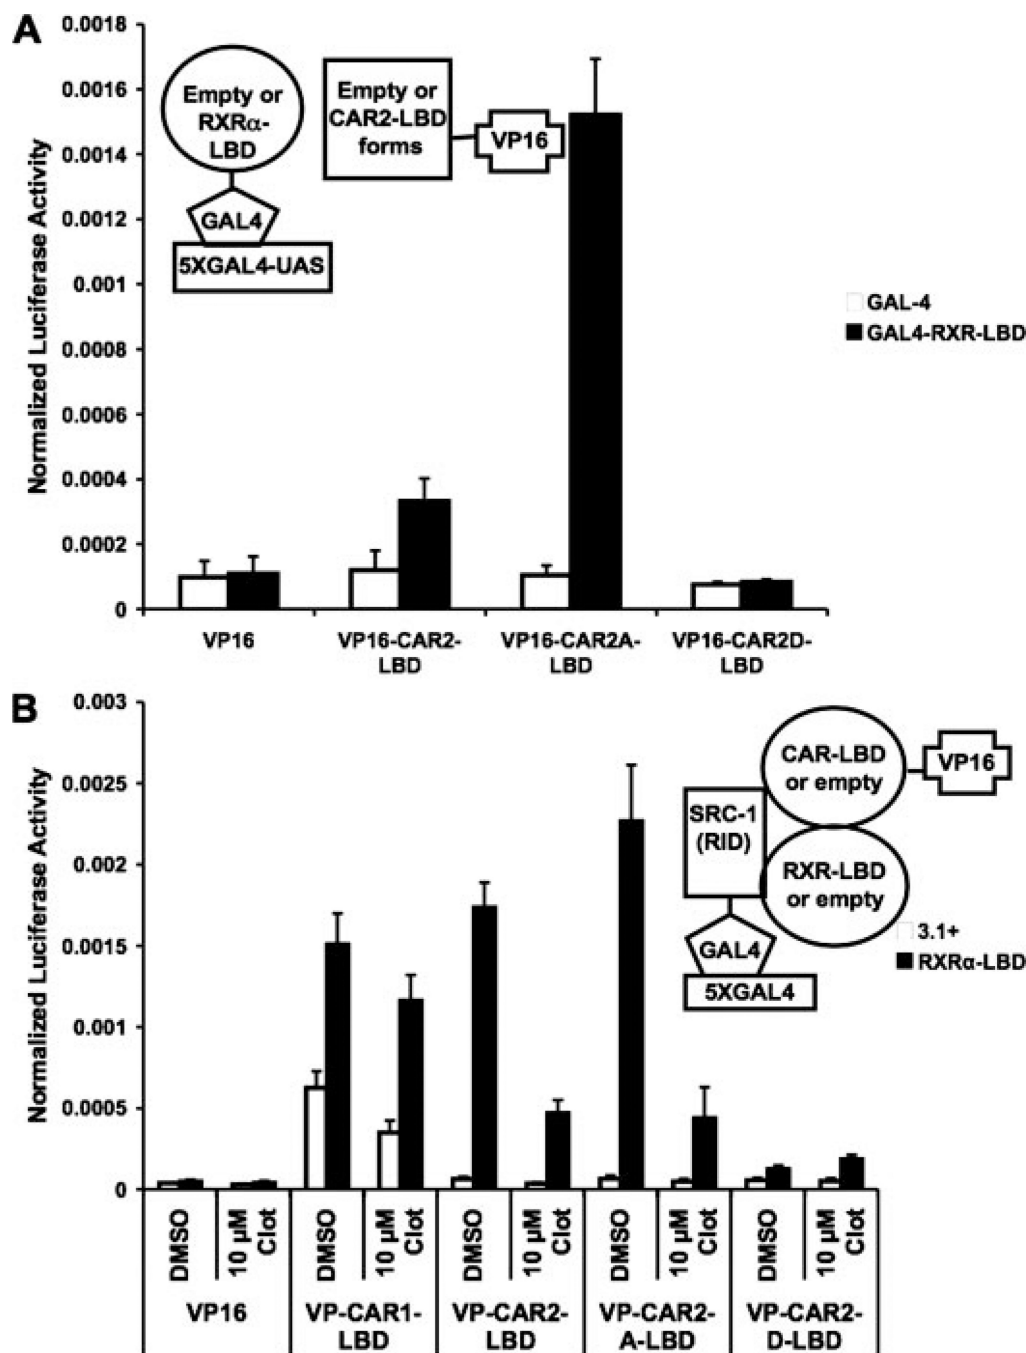 A
Normalized Luciferase Activity
0.0018
0.0016
0.0014
0.0012
0.001
0.0008
0.0006
0.0004
0.0002
0
Empty or
RXRα-
LBD
GAL4
5XGAL4-UAS
Empty or
CAR2-LBD
forms
VP16
GAL-4
GAL4-RXR-LBD
VP16
VP16-CAR2-
LBD
VP16-CAR2A-
LBD
VP16-CAR2D-
LBD
B
Normalized Luciferase Activity
0.003
0.0025
0.002
0.0015
0.001
0.0005
0
CAR-LBD
or empty
VP16
SRC-1
(RID)
RXR-LBD
or empty
GAL4
5XGAL4
3.1+
RXRα-LBD
DMSO
10 µM
Clot
DMSO
10 µM
Clot
DMSO
10 µM
Clot
DMSO
10 µM
Clot
DMSO
10 µM
Clot
VP16
VP-CAR1-
LBD
VP-CAR2-
LBD
VP-CAR2-
A-LBD
VP-CAR2-
D-LBD